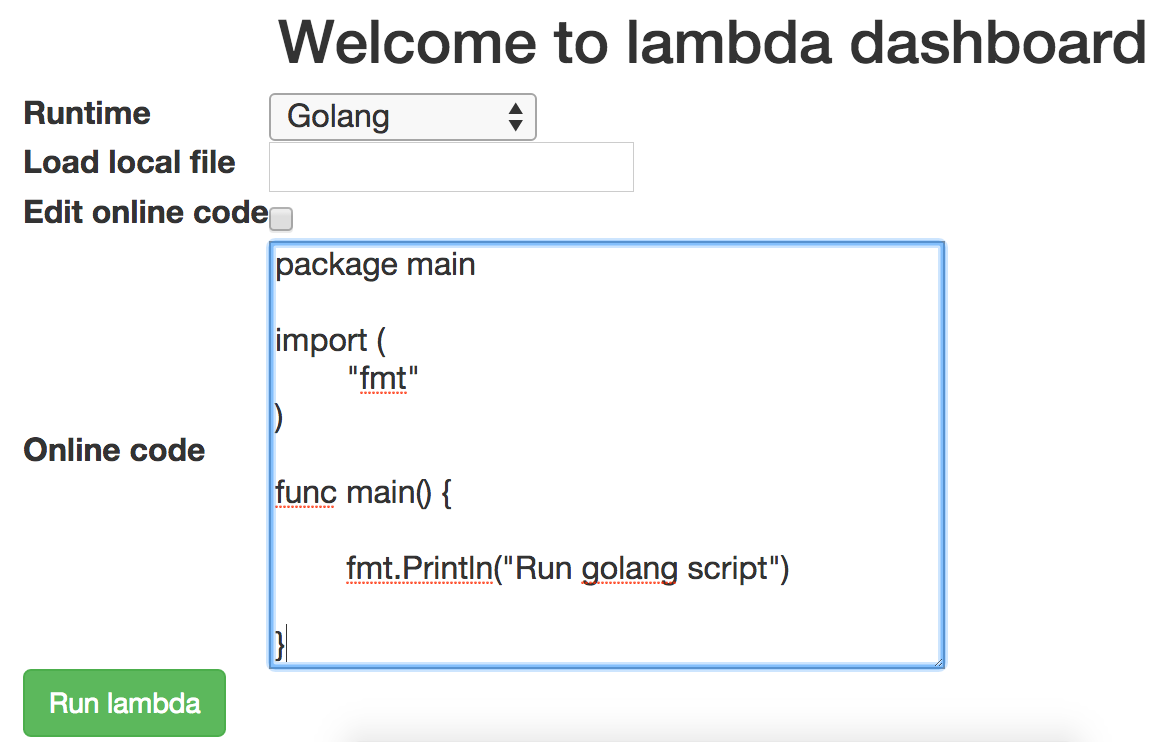 Welcome to lambda dashboard
Runtime
Golang
Load local file
Edit online code
Online code
package main
import (
"fmt"
)
func main() {
fmt.Println("Run golang script")
}
Run lambda